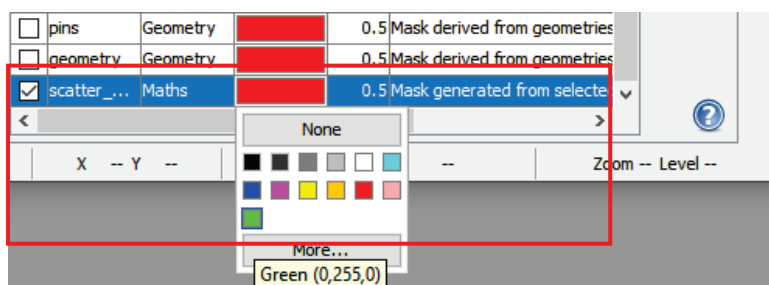 pins Geometry 0.5 Mask derived from geometries
geometry Geometry 0.5 Mask derived from geometries
scatter_... Maths 0.5 Mask generated from selecte
None
X -- Y -- -- Zoom -- Level --
More...
Green (0,255,0)